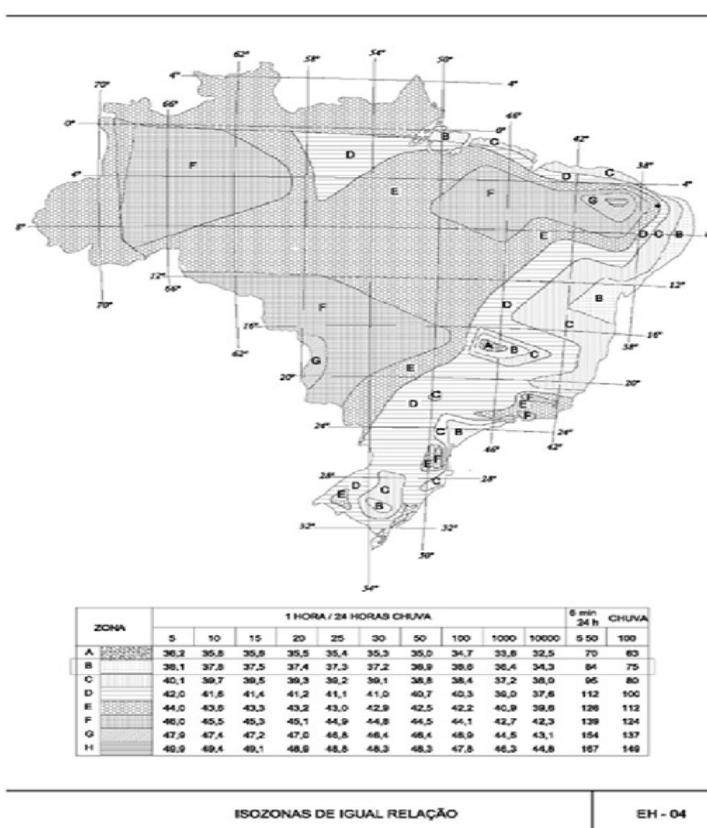 62°
54°
58°
50°
70°
4°
4°
66°
46°
0°
0°
B
C
42°
D
38°
F
D
C
4°
4°
E
F
G
8°
E
D C B
12°
12°
66°
70°
B
F
D
C
16°
16°
A B C
38°
62°
G
E
20°
20°
D
C
F
E
F
24°
C B
24°
46°
42°
F
E
28°
28°
D
C
C
E
B
32°
32°
50°
54°
ZONA
1 HORA / 24 HORAS CHUVA
24 h
CHUVA
5 10 15 20 25 30 50 100 1000 10000 5 50 100
A 36,2 35,8 35,6 35,5 35,4 35,3 35,0 34,7 33,6 32,5 70 63
B 38,1 37,8 37,5 37,4 37,3 37,2 36,9 36,6 35,4 34,3 84 75
C 40,1 39,7 39,5 39,3 39,2 39,1 38,8 38,4 37,2 36,0 95 80
D 42,0 41,6 41,4 41,2 41,1 41,0 40,7 40,3 39,0 37,8 112 100
E 44,0 43,6 43,3 43,2 43,0 42,9 42,5 42,2 40,9 39,6 126 112
F 46,0 45,5 45,3 45,1 44,9 44,8 44,5 44,1 42,7 42,3 139 124
G 47,9 47,4 47,2 47,0 46,8 46,4 46,4 45,9 44,5 43,1 154 137
H 49,9 49,4 49,1 48,9 48,8 48,3 48,3 47,8 46,3 44,8 167 149
ISOZONAS DE IGUAL RELAÇÃO
EH - 04